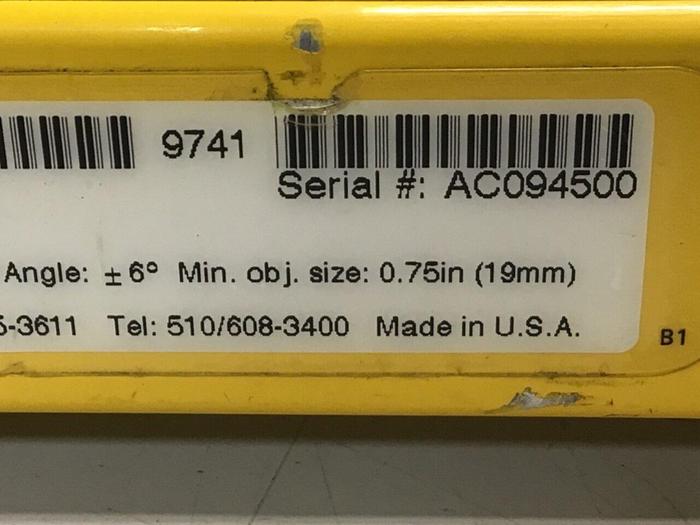 9741
Serial #: AC094500
Angle: ± 6° Min. obj. size: 0.75in (19mm)
-3611 Tel: 510/608-3400 Made in U.S.A.
B1